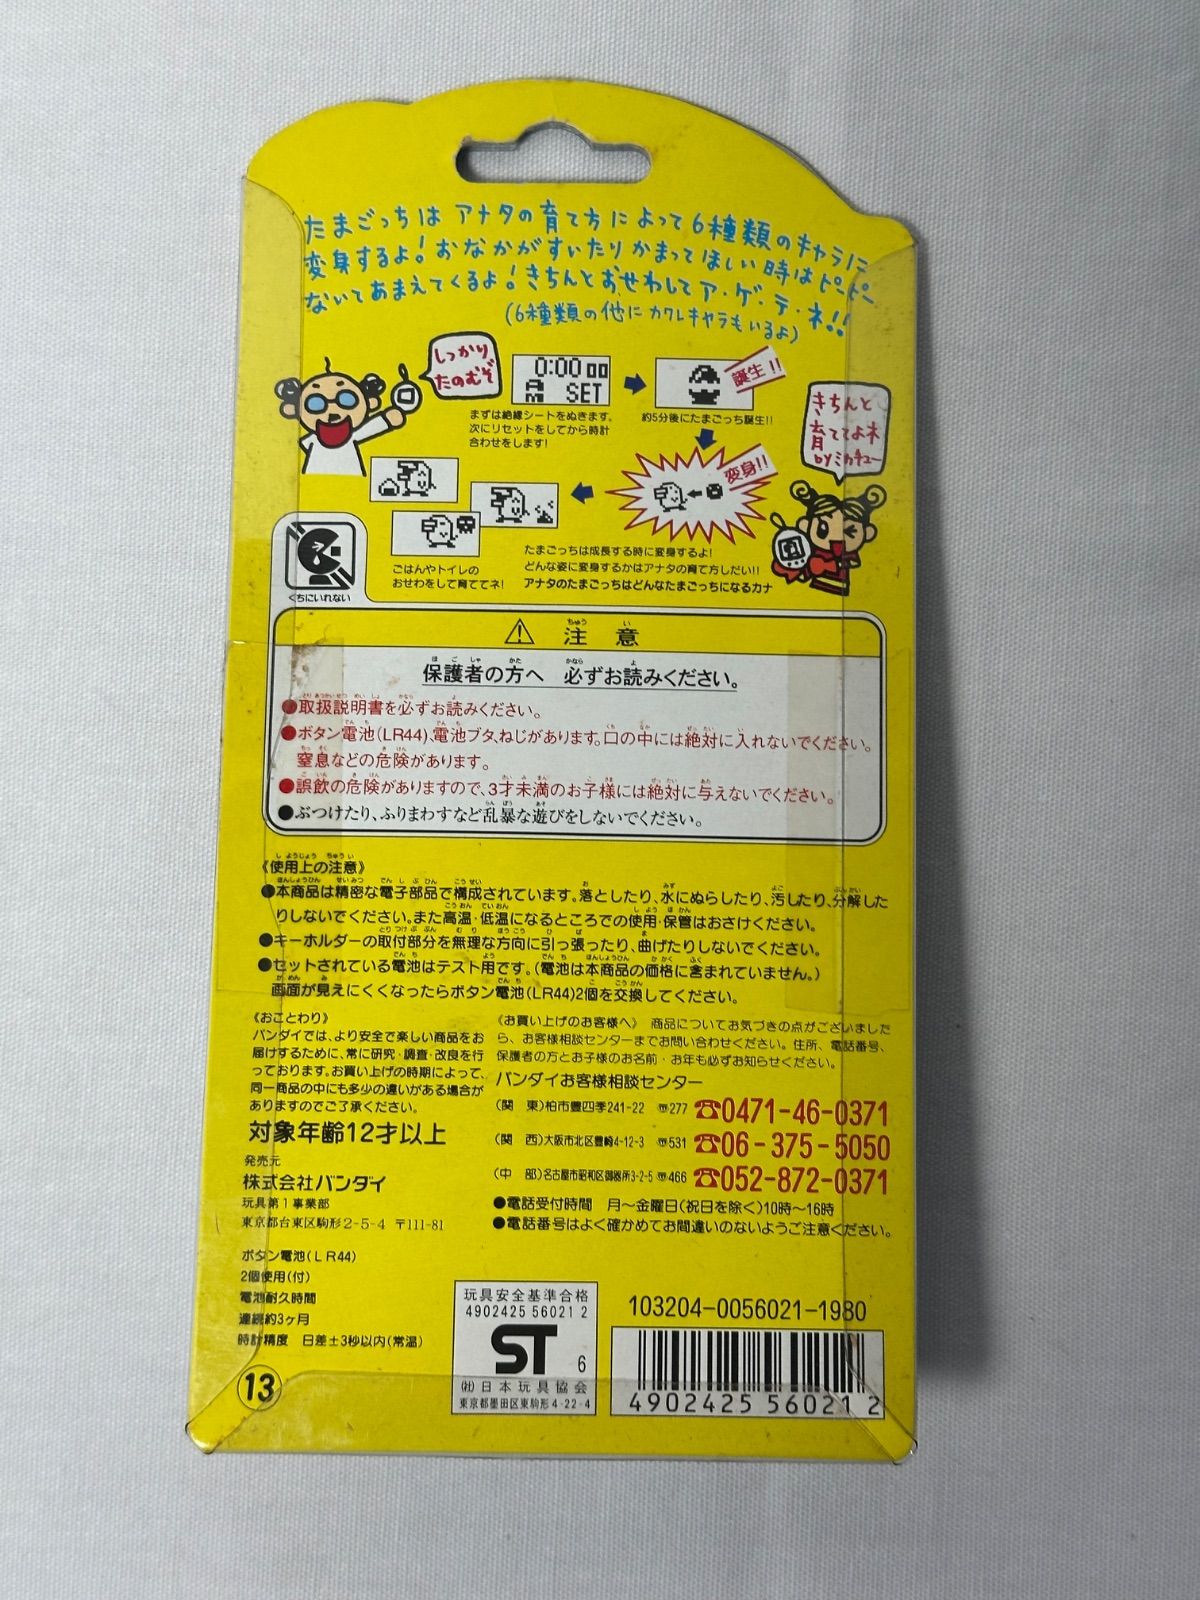 たまごっちは アナタの育て方によって6種類のキャラに
変身するよ!おなかがすいたり かまってほしい時はピーピー
ないてあまえてくるよ!きちんとおせわしてア・ゲ・テ・ネ!!
(6種類の他に カクレキャラもいるよ)
しっかり
たのむぞ
0:00 00
AM SET
まずは絶縁シートをぬきます。
次にリセットをしてから時計
合わせをします!
誕生!!
約5分後にたまごっち誕生!!
きちんと
育ててよネ
byミカチュー
変身!!
たまごっちは成長する時に変身するよ!
どんな姿に変身するかはアナタの育て方しだい!!
アナタのたまごっちはどんなたまごっちになるカナ
ごはんやトイレの
おせわをして育ててネ!
くちにいれない
⚠ 注意
保護者の方へ 必ずお読みください。
●取扱説明書を必ずお読みください。
●ボタン電池(LR44)、電池ブタ、ねじがあります。口の中には絶対に入れないでください。
窒息などの危険があります。
●誤飲の危険がありますので、3才未満のお子様には絶対に与えないでください。
●ぶつけたり、ふりまわすなど乱暴な遊びをしないでください。
《使用上の注意》
●本商品は精密な電子部品で構成されています。落としたり、水にぬらしたり、汚したり、分解した
りしないでください。また高温・低温になるところでの使用・保管はおさけください。
●キーホルダーの取付部分を無理な方向に引っ張ったり、曲げたりしないでください。
●セットされている電池はテスト用です。(電池は本商品の価格に含まれていません。)
画面が見えにくくなったらボタン電池(LR44)2個を交換してください。
《おことわり》
バンダイでは、より安全で楽しい商品をお
届けするために、常に研究・調査・改良を行
っております。お買い上げの時期によって、
同一商品の中にも多少の違いがある場合が
ありますのでご了承ください。
対象年齢12才以上
発売元
株式会社バンダイ
玩具第1事業部
東京都台東区駒形2-5-4 〒111-81
《お買い上げのお客様へ》 商品についてお気づきの点がございました
ら、お客様相談センターまでお問い合わせください。住所、電話番号、
保護者の方とお子様のお名前・お年も必ずお知らせください。
バンダイお客様相談センター
(関 東)柏市豊四季241-22 〒277 ☎0471-46-0371
(関 西)大阪市北区豊崎4-12-3 〒531 ☎06-375-5050
(中 部)名古屋市昭和区御器所3-2-5 〒466 ☎052-872-0371
●電話受付時間 月〜金曜日(祝日を除く)10時〜16時
●電話番号はよく確かめてお間違いのないようご注意ください。
ボタン電池(LR44)
2個使用(付)
電池耐久時間
連続約3ヶ月
時計精度 日差±3秒以内(常温)
13
玩具安全基準合格
4902425 56021 2
ST 6
(社)日本玩具協会
東京都墨田区東駒形4-22-4
103204-0056021-1980
4902425 560212